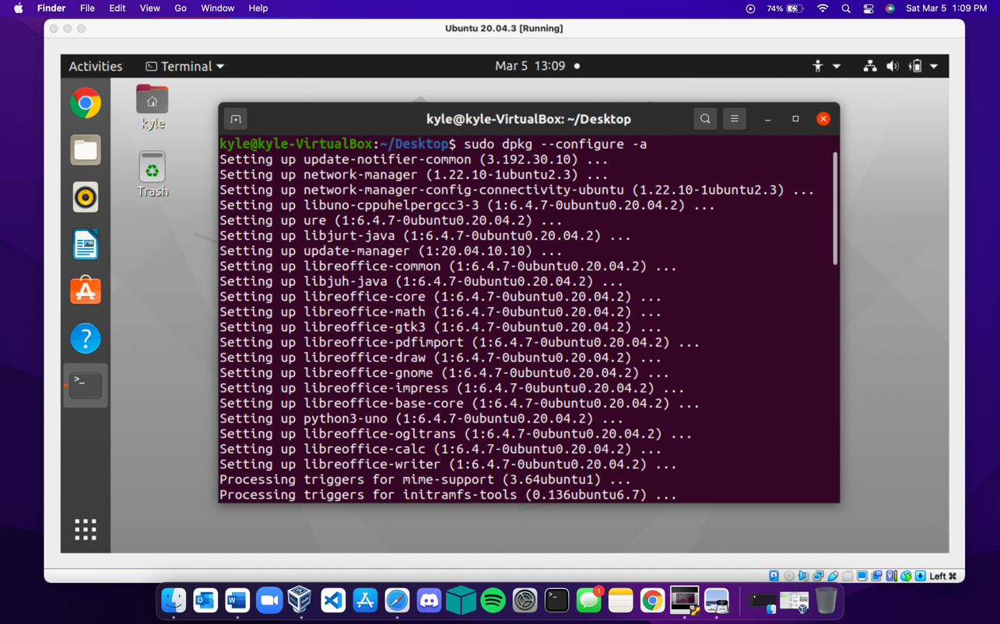 Finder File Edit View Go Window Help
74% Sat Mar 5 1:09 PM
Ubuntu 20.04.3 [Running]
Activities Terminal Mar 5 13:09
kyle
Trash
kyle@kyle-VirtualBox: ~/Desktop
kyle@kyle-VirtualBox:~/Desktop$ sudo dpkg --configure -a
Setting up update-notifier-common (3.192.30.10) ...
Setting up network-manager (1.22.10-1ubuntu2.3) ...
Setting up network-manager-config-connectivity-ubuntu (1.22.10-1ubuntu2.3) ...
Setting up libuno-cppuhelpergcc3-3 (1:6.4.7-0ubuntu0.20.04.2) ...
Setting up ure (1:6.4.7-0ubuntu0.20.04.2) ...
Setting up libjurt-java (1:6.4.7-0ubuntu0.20.04.2) ...
Setting up update-manager (1:20.04.10.10) ...
Setting up libreoffice-common (1:6.4.7-0ubuntu0.20.04.2) ...
Setting up libjuh-java (1:6.4.7-0ubuntu0.20.04.2) ...
Setting up libreoffice-core (1:6.4.7-0ubuntu0.20.04.2) ...
Setting up libreoffice-math (1:6.4.7-0ubuntu0.20.04.2) ...
Setting up libreoffice-gtk3 (1:6.4.7-0ubuntu0.20.04.2) ...
Setting up libreoffice-pdfimport (1:6.4.7-0ubuntu0.20.04.2) ...
Setting up libreoffice-draw (1:6.4.7-0ubuntu0.20.04.2) ...
Setting up libreoffice-gnome (1:6.4.7-0ubuntu0.20.04.2) ...
Setting up libreoffice-impress (1:6.4.7-0ubuntu0.20.04.2) ...
Setting up libreoffice-base-core (1:6.4.7-0ubuntu0.20.04.2) ...
Setting up python3-uno (1:6.4.7-0ubuntu0.20.04.2) ...
Setting up libreoffice-ogltrans (1:6.4.7-0ubuntu0.20.04.2) ...
Setting up libreoffice-calc (1:6.4.7-0ubuntu0.20.04.2) ...
Setting up libreoffice-writer (1:6.4.7-0ubuntu0.20.04.2) ...
Processing triggers for mime-support (3.64ubuntu1) ...
Processing triggers for initramfs-tools (0.136ubuntu6.7) ...
Left ⌘
1